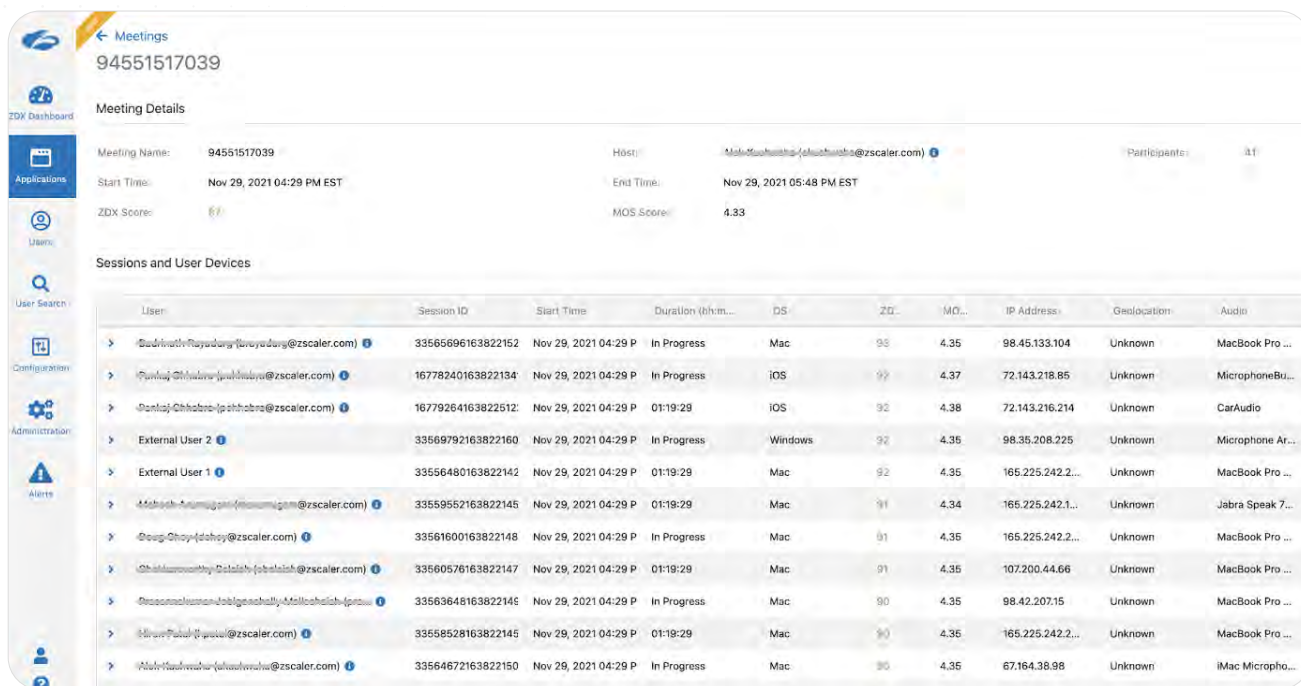 ← Meetings
94551517039
ZDX Dashboard
Applications
Users
User Search
Configuration
Administration
Alerts
Meeting Details
Meeting Name: 94551517039 Host: @zscaler.com) Participants: 41
Start Time: Nov 29, 2021 04:29 PM EST End Time: Nov 29, 2021 05:48 PM EST
ZDX Score: MOS Score: 4.33
Sessions and User Devices
User Session ID Start Time Duration (hh:m... OS ZD... MO... IP Address Geolocation Audio
@zscaler.com) 33565696163822152 Nov 29, 2021 04:29 P In Progress Mac 93 4.35 98.45.133.104 Unknown MacBook Pro ...
@zscaler.com) 16778240163822134 Nov 29, 2021 04:29 P In Progress iOS 92 4.37 72.143.218.85 Unknown MicrophoneBu...
@zscaler.com) 16779264163822512 Nov 29, 2021 04:29 P 01:19:29 iOS 92 4.38 72.143.216.214 Unknown CarAudio
External User 2 33569792163822160 Nov 29, 2021 04:29 P In Progress Windows 92 4.35 98.35.208.225 Unknown Microphone Ar...
External User 1 33556480163822142 Nov 29, 2021 04:29 P 01:19:29 Mac 92 4.35 165.225.242.2... Unknown MacBook Pro ...
@zscaler.com) 33559552163822145 Nov 29, 2021 04:29 P 01:19:29 Mac 91 4.34 165.225.242.1... Unknown Jabra Speak 7...
@zscaler.com) 33561600163822148 Nov 29, 2021 04:29 P In Progress Mac 91 4.35 165.225.242.2... Unknown MacBook Pro ...
@zscaler.com) 33560576163822147 Nov 29, 2021 04:29 P 01:19:29 Mac 91 4.35 107.200.44.66 Unknown MacBook Pro ...
33563648163822149 Nov 29, 2021 04:29 P In Progress Mac 90 4.35 98.42.207.15 Unknown MacBook Pro ...
@zscaler.com) 33558528163822145 Nov 29, 2021 04:29 P 01:19:29 Mac 90 4.35 165.225.242.2... Unknown MacBook Pro ...
@zscaler.com) 33564672163822150 Nov 29, 2021 04:29 P In Progress Mac 90 4.35 67.164.38.98 Unknown iMac Micropho...